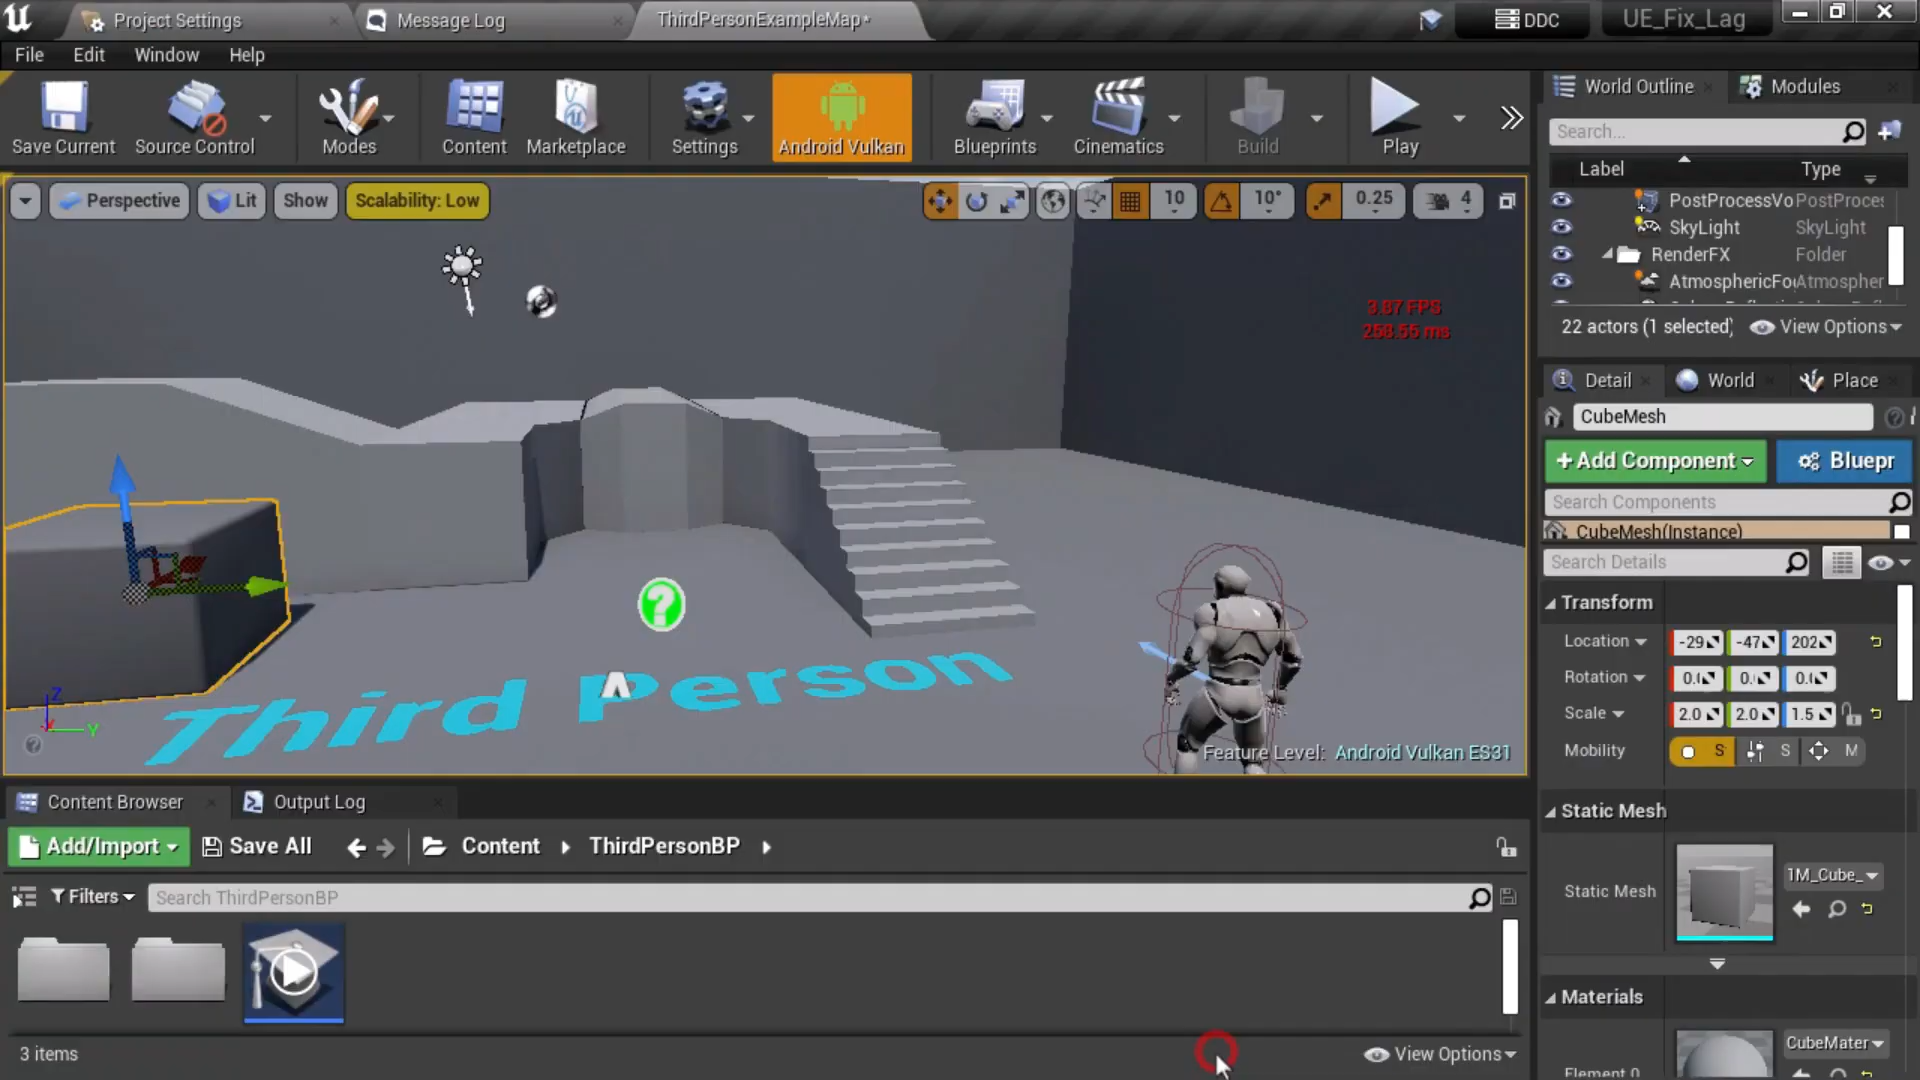 Project Settings
Message Log
ThirdPersonExampleMap*
DDC
UE_Fix_Lag
File
Edit
Window
Help
Save Current
Source Control
Modes
Content
Marketplace
Settings
Android Vulkan
Blueprints
Cinematics
Build
Play
World Outline
Modules
Search...
Label
Type
Perspective
Lit
Show
Scalability: Low
10
10°
0.25
4
PostProcessVo PostProces
SkyLight SkyLight
RenderFX Folder
AtmosphericFo Atmospher
22 actors (1 selected)
View Options
3.87 FPS
258.55 ms
Detail
World
Place
CubeMesh
+Add Component
Bluepr
Search Components
CubeMesh(Instance)
Search Details
Transform
Location
-29
-47
202
Rotation
0.
0.
0.
Scale
2.0
2.0
1.5
Mobility
S
S
M
Third Person
Z
Y
Feature Level: Android Vulkan ES31
Content Browser
Output Log
Static Mesh
Add/Import
Save All
Content
ThirdPersonBP
Static Mesh
1M_Cube_
Filters
Search ThirdPersonBP
Materials
CubeMater
Element 0
3 items
View Options